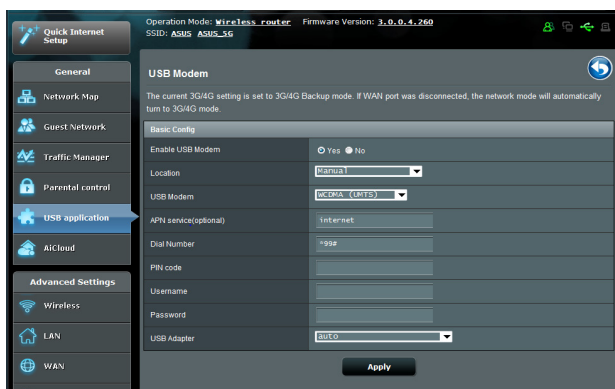 Quick Internet
Setup
Operation Mode: Wireless router Firmware Version: 3.0.0.4.260
SSID: ASUS ASUS_5G
General
Network Map
Guest Network
Traffic Manager
Parental control
USB application
AiCloud
Advanced Settings
Wireless
LAN
WAN
USB Modem
The current 3G/4G setting is set to 3G/4G Backup mode. If WAN port was disconnected, the network mode will automatically
turn to 3G/4G mode.
Basic Config
Enable USB Modem Yes No
Location Manual
USB Modem WCDMA (UMTS)
APN service(optional) internet
Dial Number *99#
PIN code
Username
Password
USB Adapter auto
Apply